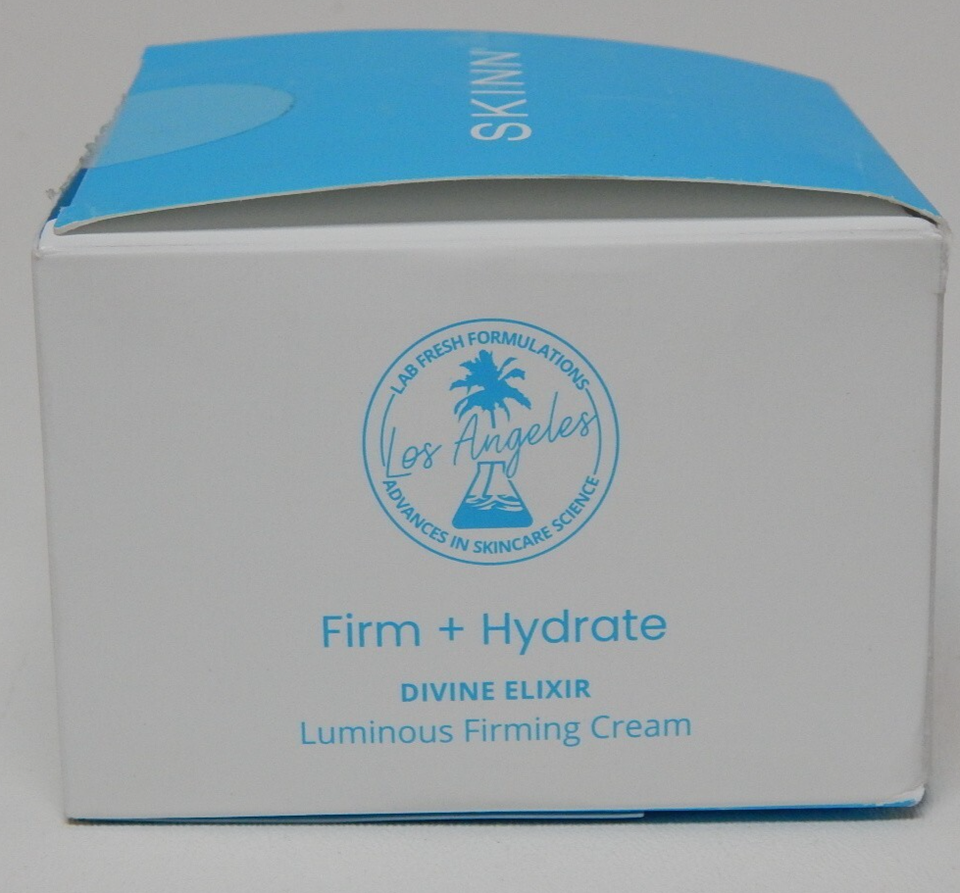 SKINN
LAB FRESH FORMULATIONS
Los Angeles
ADVANCES IN SKINCARE SCIENCE
Firm + Hydrate
DIVINE ELIXIR
Luminous Firming Cream